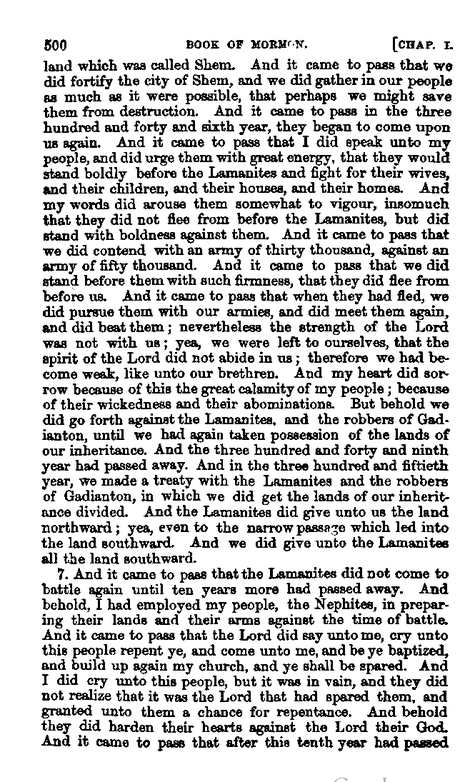 500 BOOK OF MORMON. [CHAP. I.
land which was called Shem. And it came to pass that we
did fortify the city of Shem, and we did gather in our people
as much as it were possible, that perhaps we might save
them from destruction. And it came to pass in the three
hundred and forty and sixth year, they began to come upon
us again. And it came to pass that I did speak unto my
people, and did urge them with great energy, that they would
stand boldly before the Lamanites and fight for their wives,
and their children, and their houses, and their homes. And
my words did arouse them somewhat to vigour, insomuch
that they did not flee from before the Lamanites, but did
stand with boldness against them. And it came to pass that
we did contend with an army of thirty thousand, against an
army of fifty thousand. And it came to pass that we did
stand before them with such firmness, that they did flee from
before us. And it came to pass that when they had fled, we
did pursue them with our armies, and did meet them again,
and did beat them; nevertheless the strength of the Lord
was not with us; yea, we were left to ourselves, that the
spirit of the Lord did not abide in us; therefore we had be-
come weak, like unto our brethren. And my heart did sor-
row because of this the great calamity of my people; because
of their wickedness and their abominations. But behold we
did go forth against the Lamanites, and the robbers of Gad-
ianton, until we had again taken possession of the lands of
our inheritance. And the three hundred and forty and ninth
year had passed away. And in the three hundred and fiftieth
year, we made a treaty with the Lamanites and the robbers
of Gadianton, in which we did get the lands of our inherit-
ance divided. And the Lamanites did give unto us the land
northward; yea, even to the narrow passage which led into
the land southward. And we did give unto the Lamanites
all the land southward.
7. And it came to pass that the Lamanites did not come to
battle again until ten years more had passed away. And
behold, I had employed my people, the Nephites, in prepar-
ing their lands and their arms against the time of battle.
And it came to pass that the Lord did say unto me, cry unto
this people repent ye, and come unto me, and be ye baptized,
and build up again my church, and ye shall be spared. And
I did cry unto this people, but it was in vain, and they did
not realize that it was the Lord that had spared them, and
granted unto them a chance for repentance. And behold
they did harden their hearts against the Lord their God.
And it came to pass that after this tenth year had passed